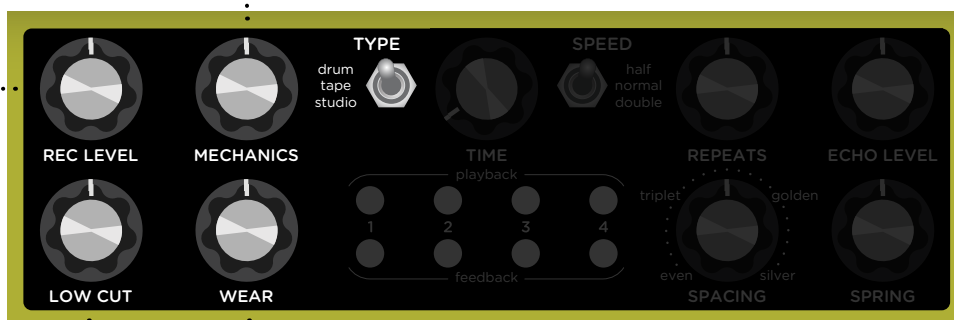 TYPE
SPEED
drum
tape
studio
half
normal
double
REC LEVEL
MECHANICS
TIME
REPEATS
ECHO LEVEL
playback
triplet
golden
1 2 3 4
even
silver
feedback
LOW CUT
WEAR
SPACING
SPRING